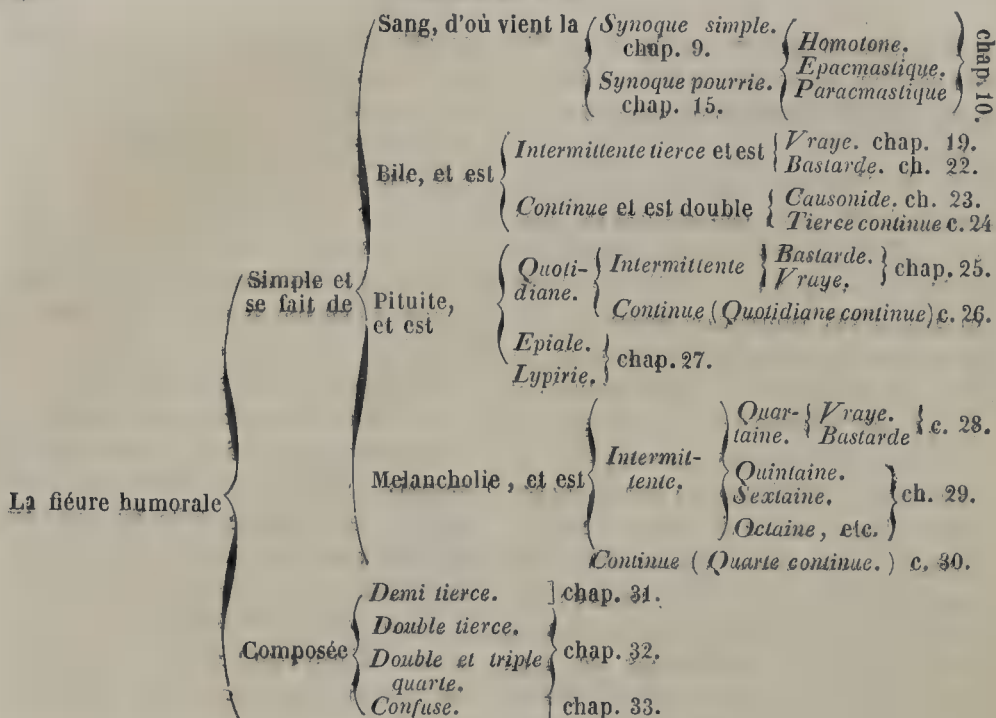 Sang, d'où vient la
Synoque simple.
chap. 9.
Synoque pourrie.
chap. 15.
Homotone.
Epacmastique.
Paracmastique
chap. 10.
Bile, et est
Intermittente tierce et est
Vraye. chap. 19.
Bastarde. ch. 22.
Continue et est double
Causonide. ch. 23.
Tierce continue c. 24
Simple et
se fait de
Pituite,
et est
Quoti-
diane.
Intermittente
Bastarde.
Vraye.
chap. 25.
Continue (Quotidiane continue) c. 26.
Epiale.
Lypirie.
chap. 27.
Melancholie, et est
Intermit-
tente.
Quar-
taine.
Vraye.
Bastarde
c. 28.
Quintaine.
Sextaine.
Octaine, etc.
ch. 29.
Continue (Quarte continue.) c. 30.
La fiéure humorale
Composée
Demi tierce.
chap. 31.
Double tierce.
Double et triple
quarte.
chap. 32.
Confuse.
chap. 33.